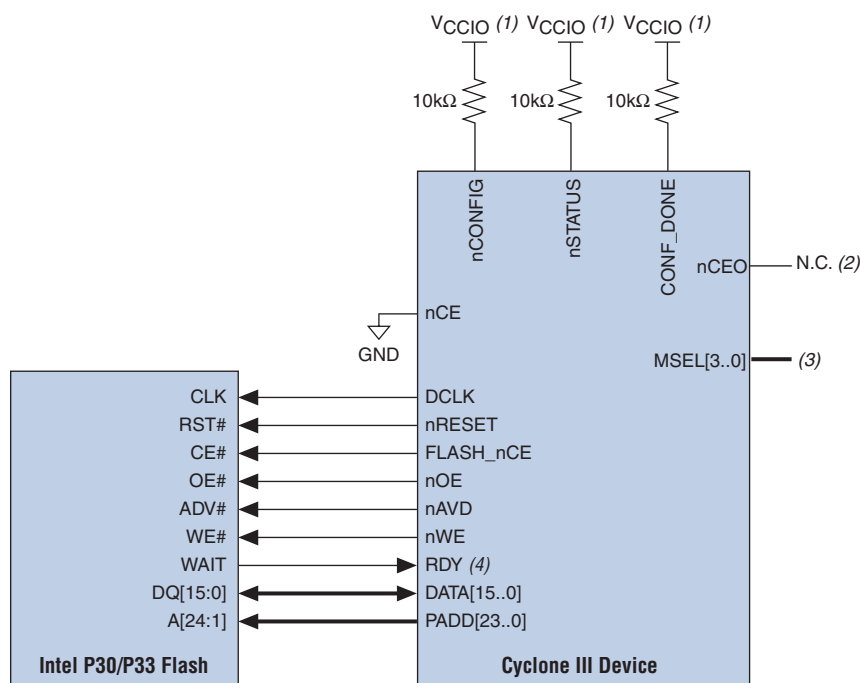 VCCIO (1) VCCIO (1) VCCIO (1)
10kΩ 10kΩ 10kΩ
nCONFIG
nSTATUS
CONF_DONE
nCEO N.C. (2)
nCE
GND
MSEL[3..0] (3)
CLK DCLK
RST# nRESET
CE# FLASH_nCE
OE# nOE
ADV# nAVD
WE# nWE
WAIT RDY (4)
DQ[15:0] DATA[15..0]
A[24:1] PADD[23..0]
Intel P30/P33 Flash Cyclone III Device